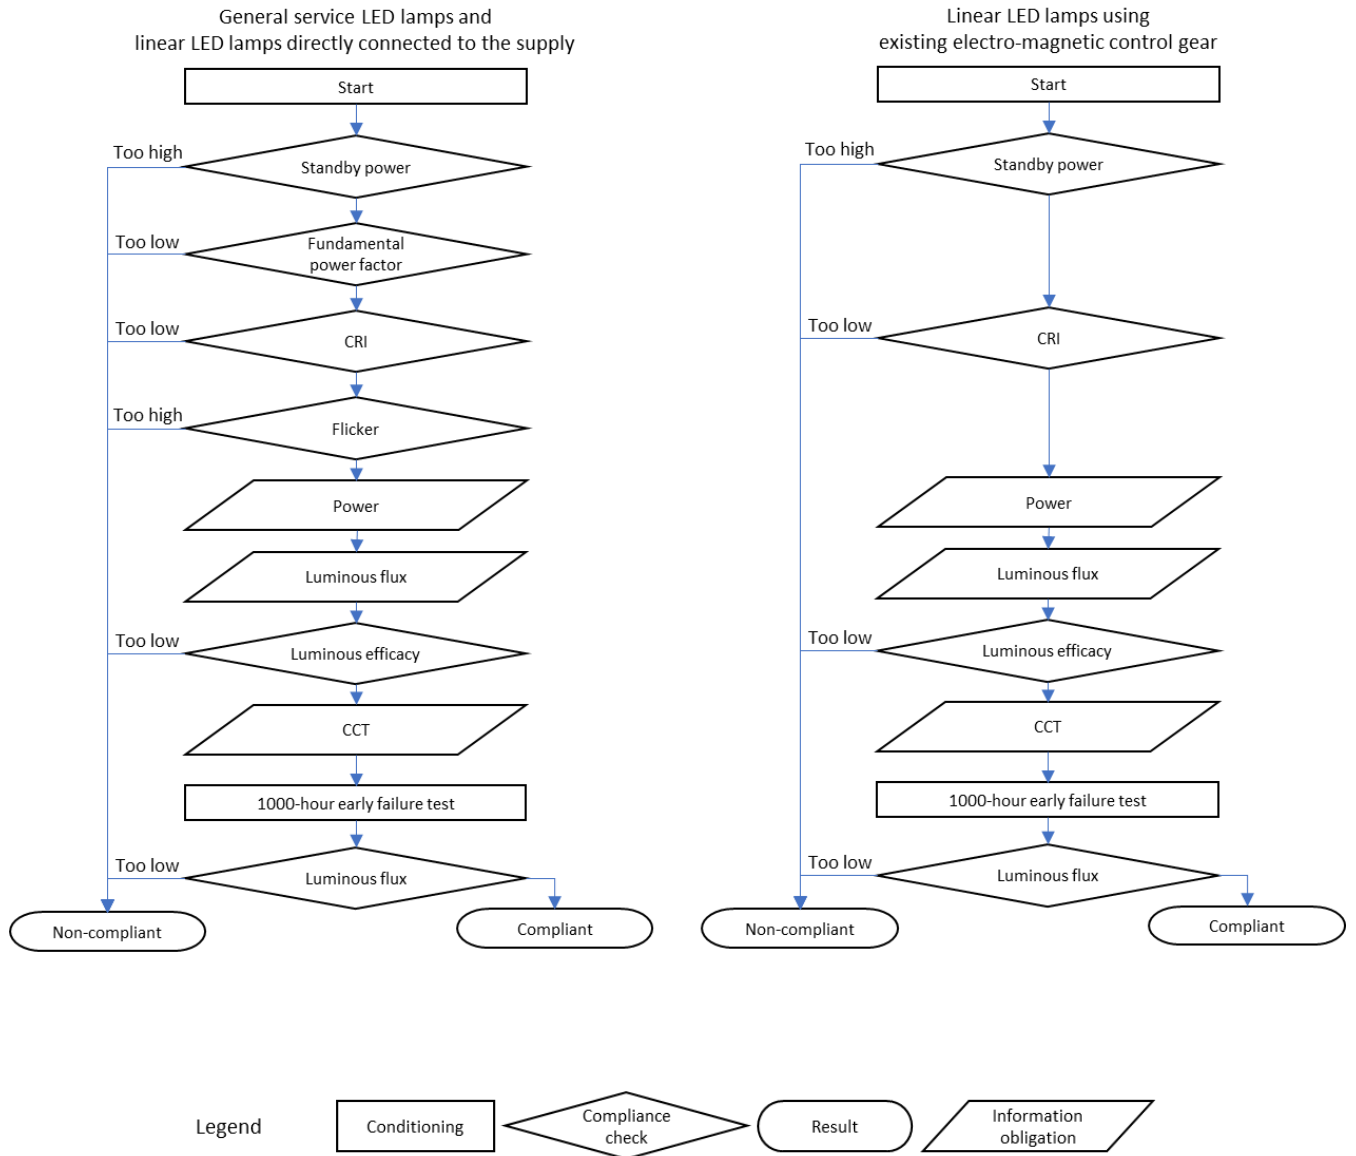 General service LED lamps and
linear LED lamps directly connected to the supply
Start
Too high
Standby power
Too low
Fundamental
power factor
Too low
CRI
Too high
Flicker
Power
Luminous flux
Too low
Luminous efficacy
CCT
1000-hour early failure test
Too low
Luminous flux
Non-compliant
Compliant
Linear LED lamps using
existing electro-magnetic control gear
Start
Too high
Standby power
Too low
CRI
Power
Luminous flux
Too low
Luminous efficacy
CCT
1000-hour early failure test
Too low
Luminous flux
Non-compliant
Compliant
Legend
Conditioning
Compliance
check
Result
Information
obligation